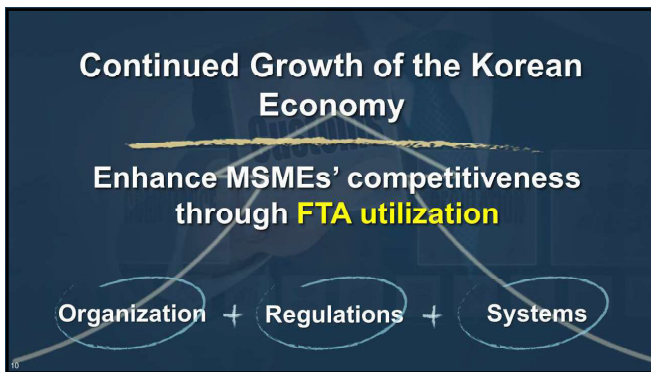 Continued Growth of the Korean
Economy
Enhance MSMEs’ competitiveness
through FTA utilization
Organization + Regulations + Systems
10